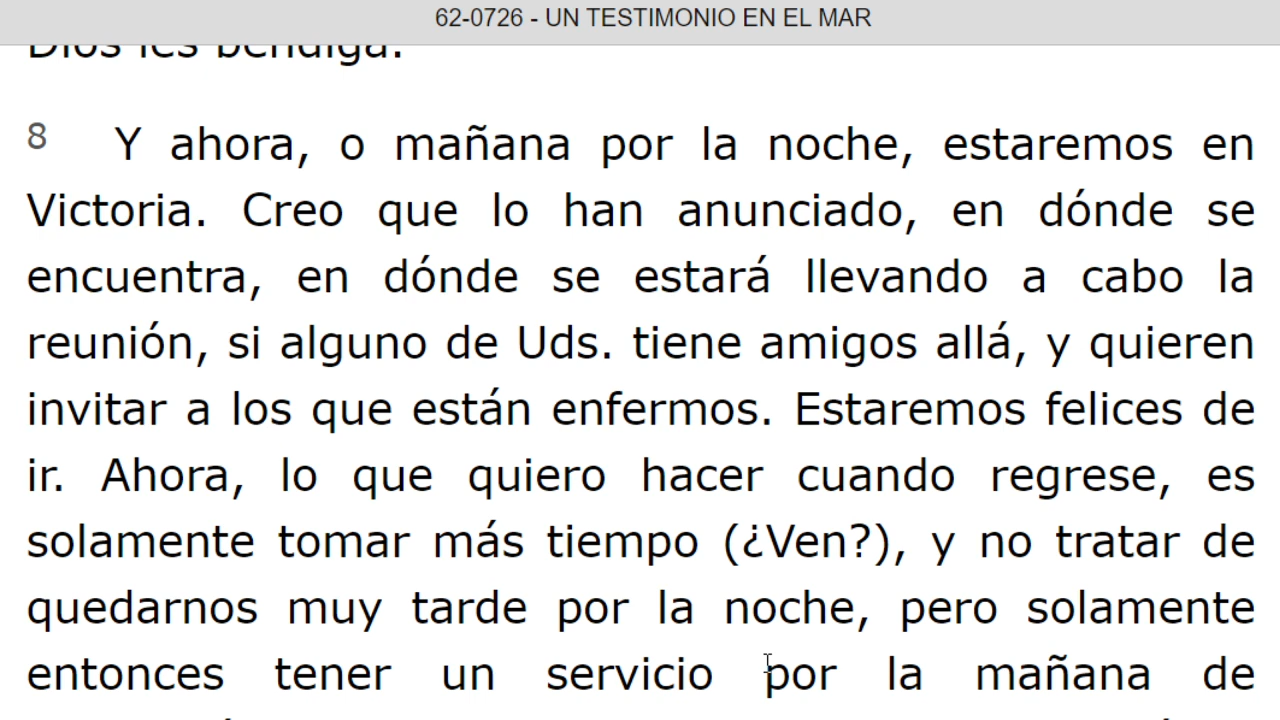 62-0726 - UN TESTIMONIO EN EL MAR
Dios les bendiga.
8 Y ahora, o mañana por la noche, estaremos en
Victoria. Creo que lo han anunciado, en dónde se
encuentra, en dónde se estará llevando a cabo la
reunión, si alguno de Uds. tiene amigos allá, y quieren
invitar a los que están enfermos. Estaremos felices de
ir. Ahora, lo que quiero hacer cuando regrese, es
solamente tomar más tiempo (¿Ven?), y no tratar de
quedarnos muy tarde por la noche, pero solamente
entonces tener un servicio por la mañana de